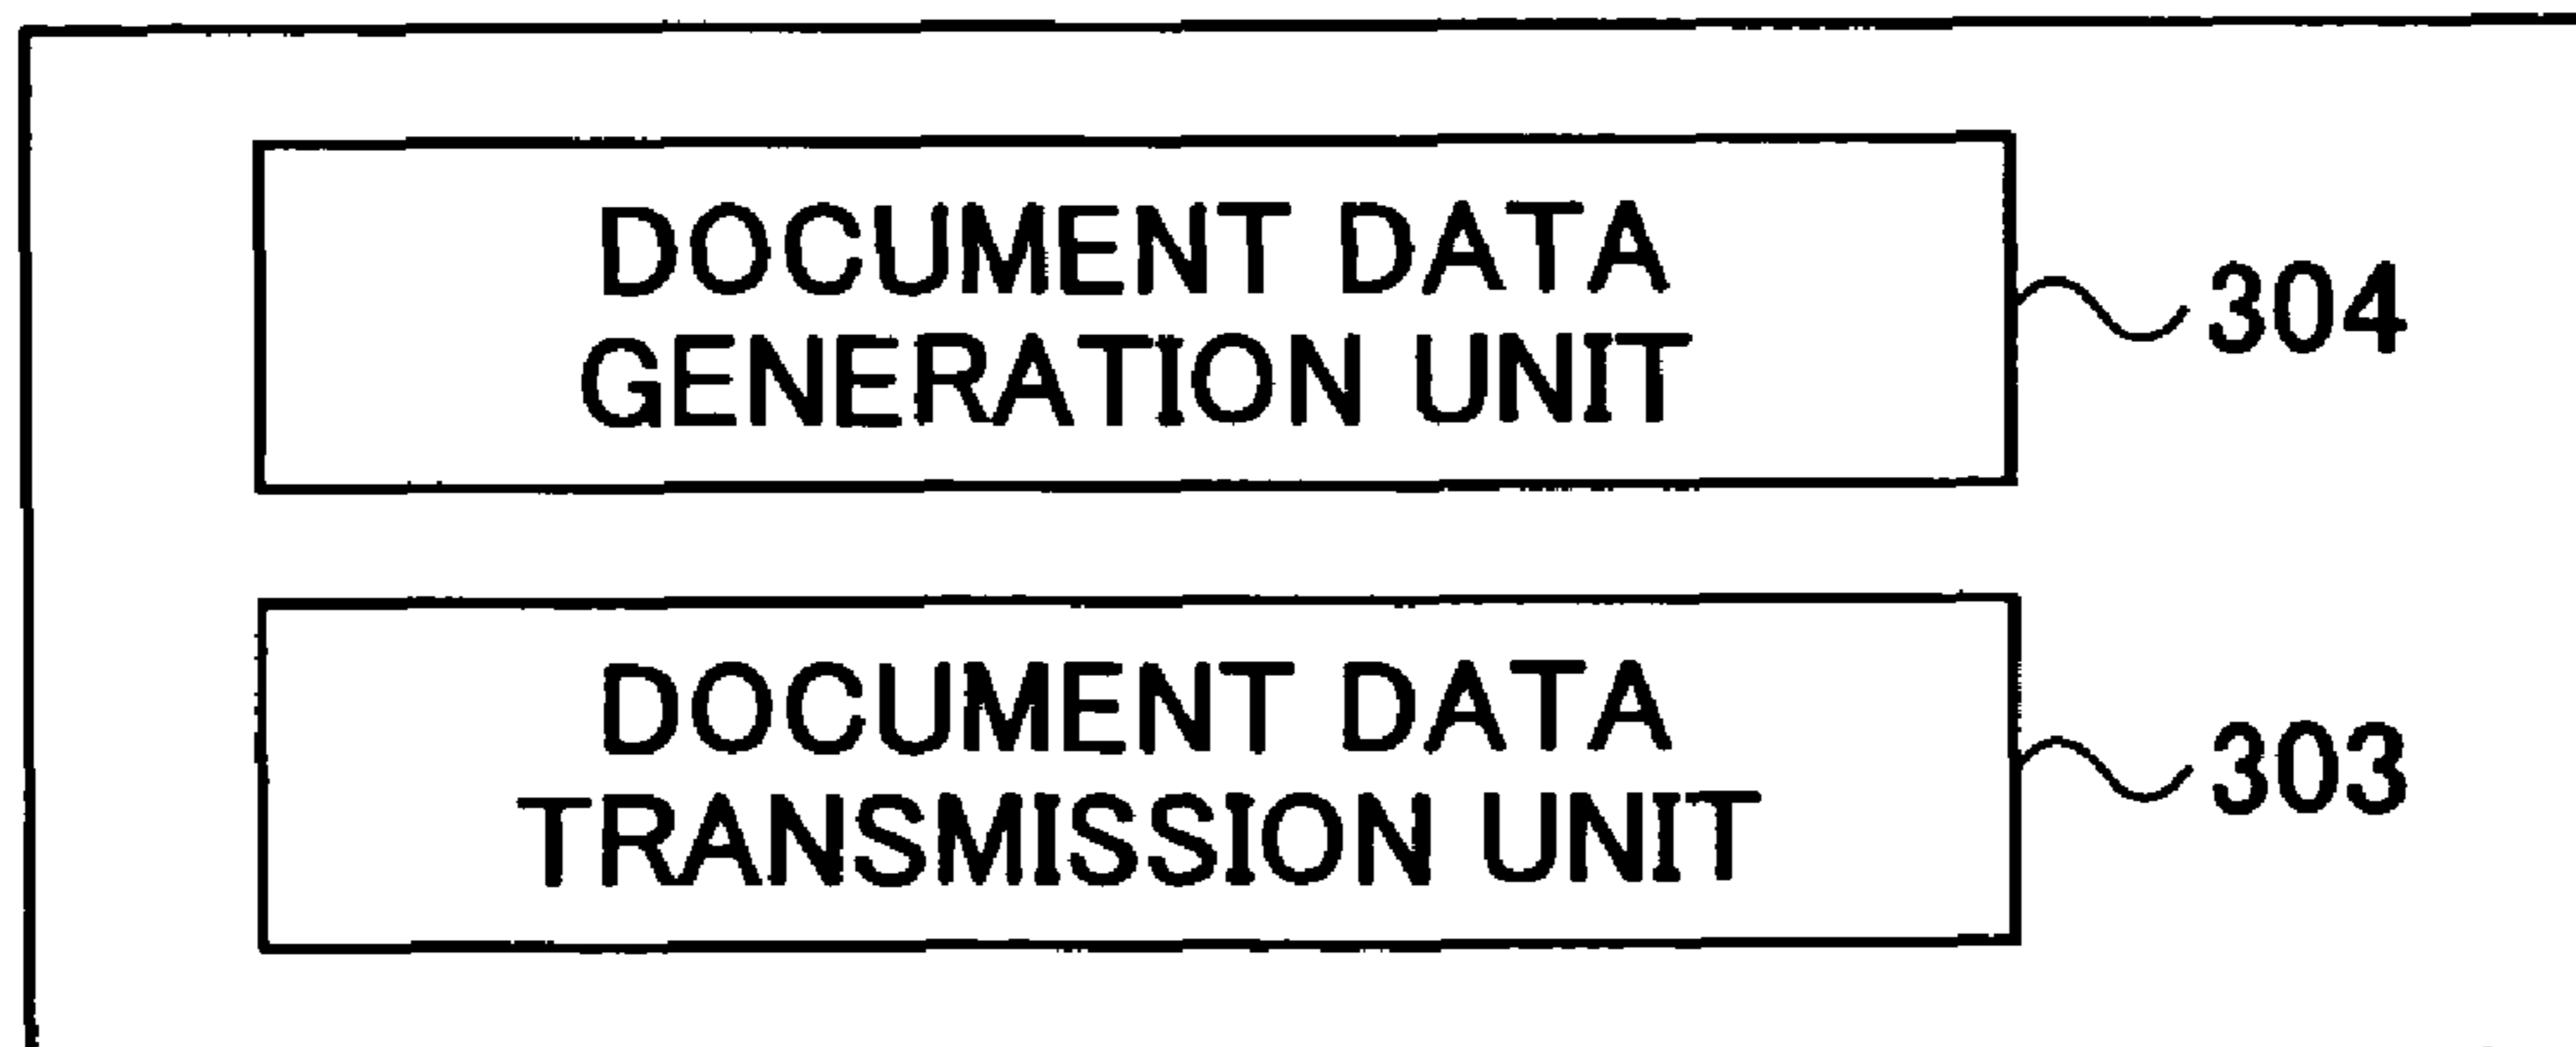 DOCUMENT DATA
GENERATION UNIT
304
DOCUMENT DATA
TRANSMISSION UNIT
303